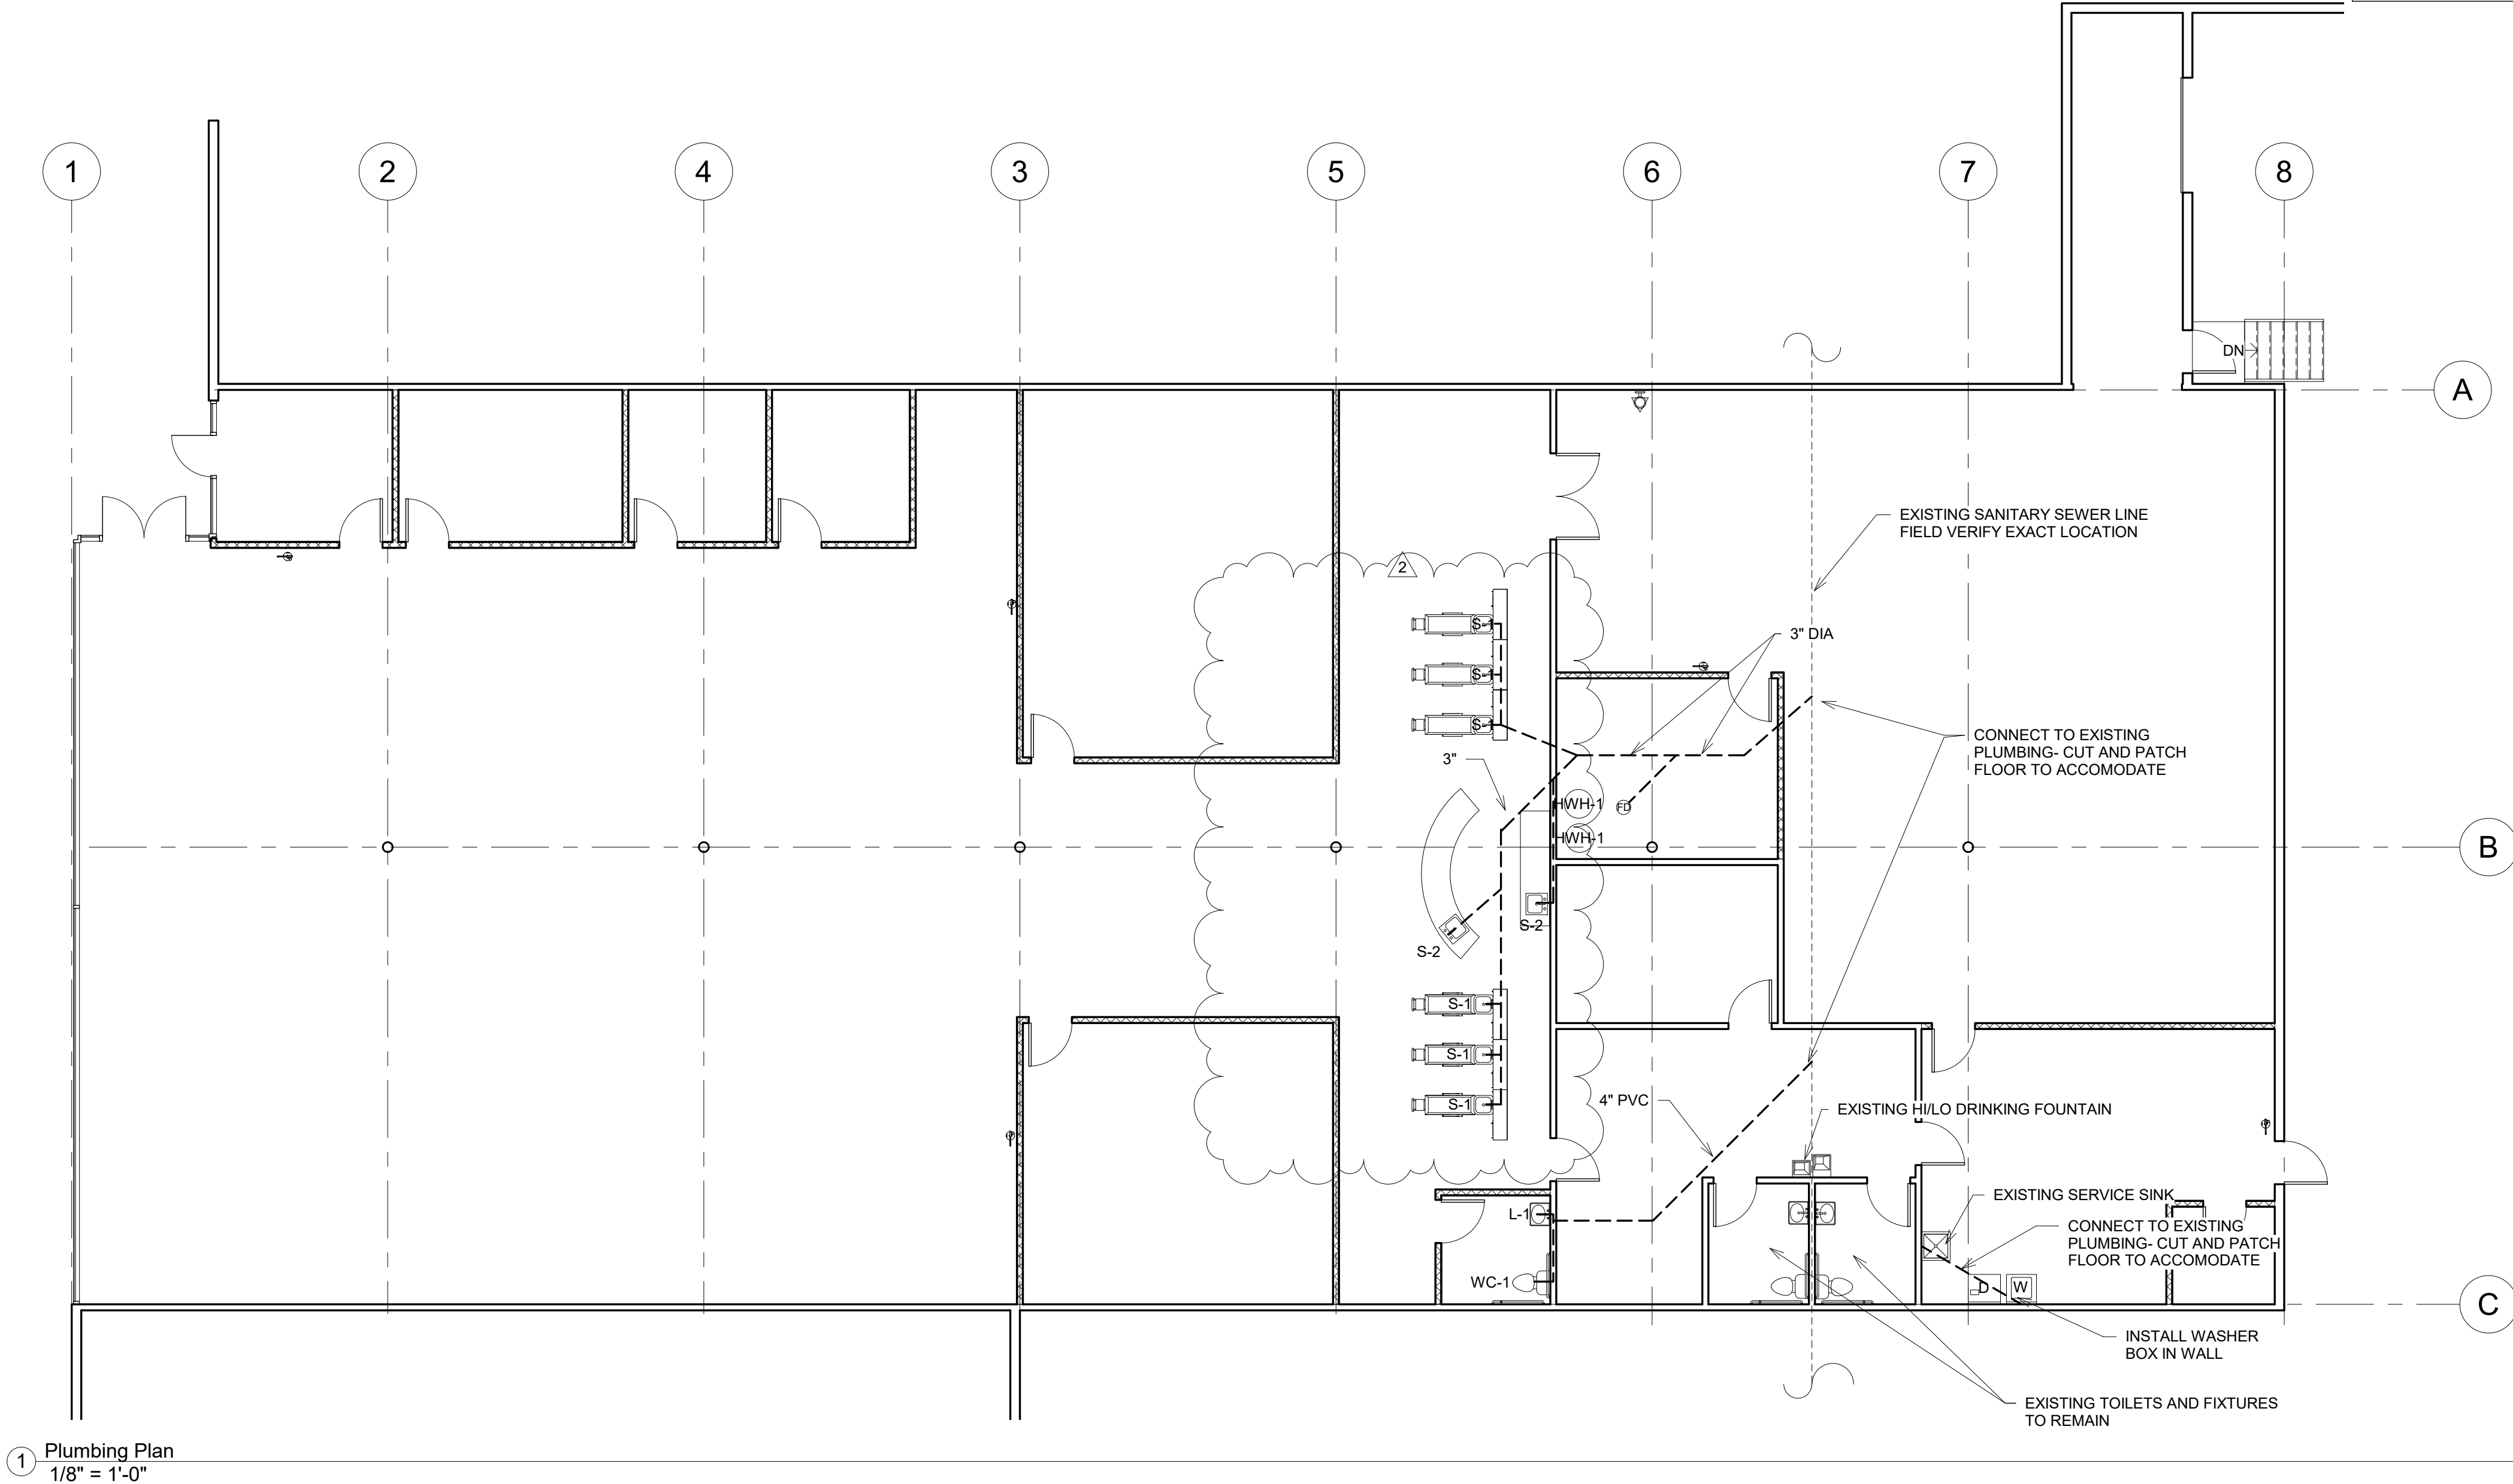 1
2
4
3
5
6
7
8
DN
A
EXISTING SANITARY SEWER LINE
FIELD VERIFY EXACT LOCATION
2
S-1
3" DIA
S-1
S-1
CONNECT TO EXISTING
PLUMBING- CUT AND PATCH
FLOOR TO ACCOMODATE
3"
HWH-1
FD
HWH-1
B
S-2
S-2
S-1
S-1
S-1
4" PVC
EXISTING HI/LO DRINKING FOUNTAIN
EXISTING SERVICE SINK
L-1
CONNECT TO EXISTING
PLUMBING- CUT AND PATCH
FLOOR TO ACCOMODATE
WC-1
D
W
C
INSTALL WASHER
BOX IN WALL
EXISTING TOILETS AND FIXTURES
TO REMAIN
1
Plumbing Plan
1/8" = 1'-0"